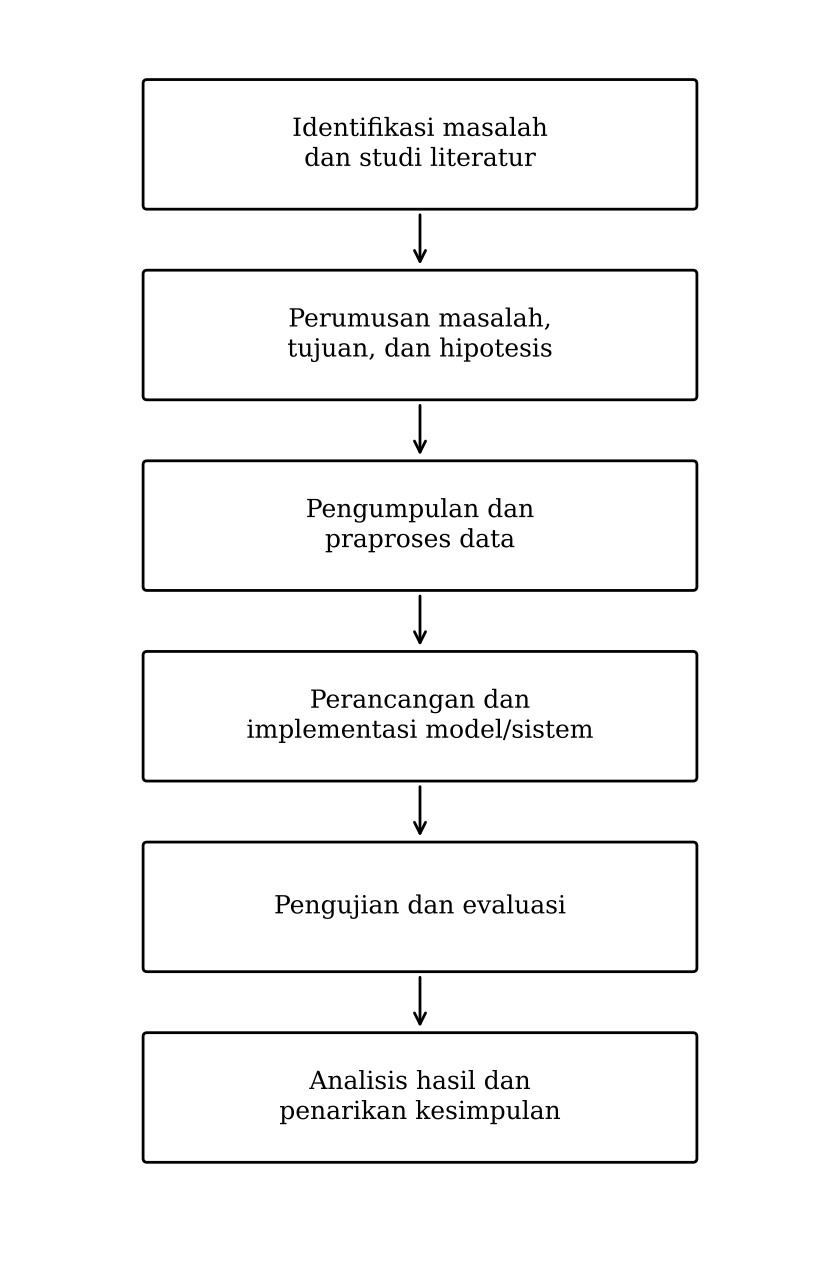 Identifikasi masalah
dan studi literatur
Perumusan masalah,
tujuan, dan hipotesis
Pengumpulan dan
praproses data
Perancangan dan
implementasi model/sistem
Pengujian dan evaluasi
Analisis hasil dan
penarikan kesimpulan